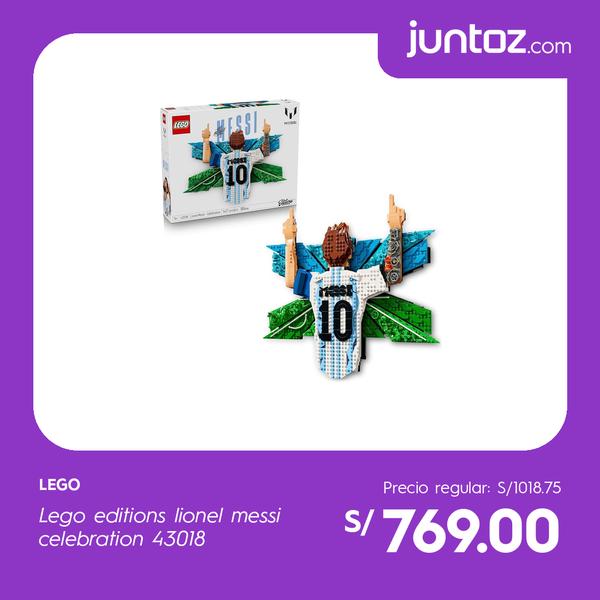 juntoz.com
LEGO
MESSI
MESSI
10
MESSI
10
LEGO
Lego editions lionel messi
celebration 43018
Precio regular: S/1018.75
S/769.00